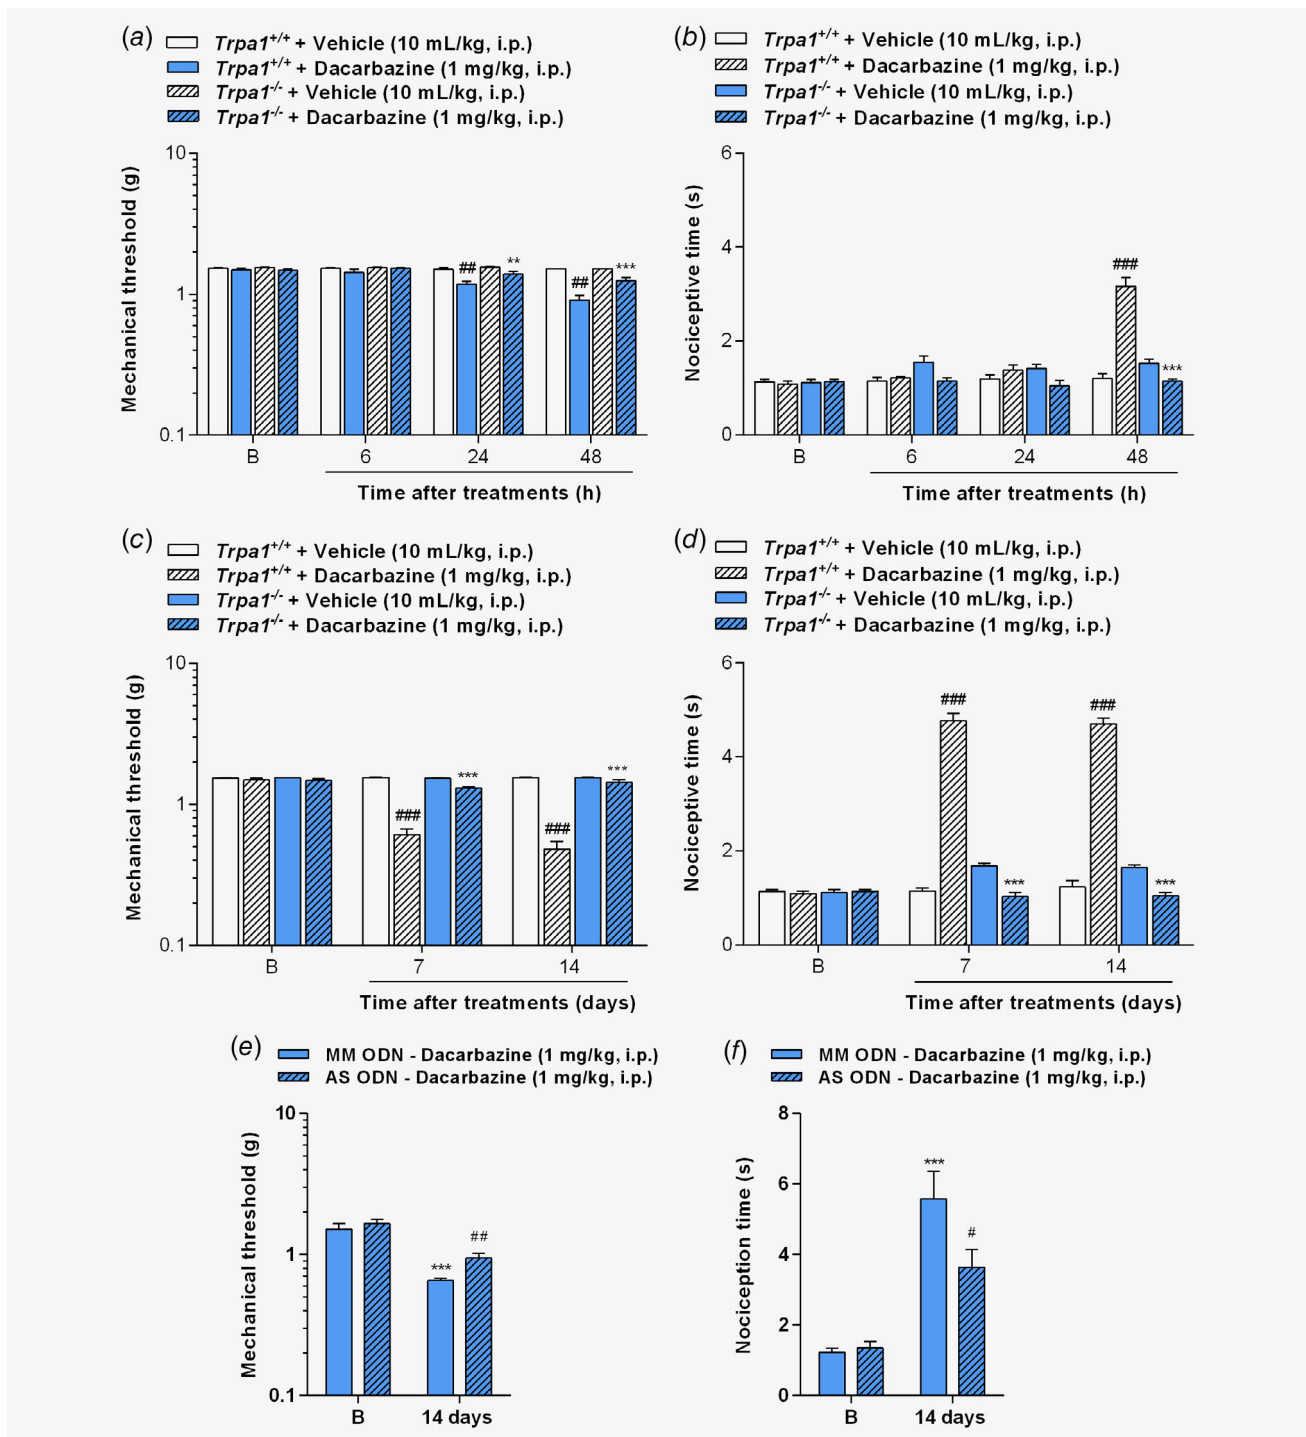 (a)
Trpa1+/+ + Vehicle (10 mL/kg, i.p.)
Trpa1+/+ + Dacarbazine (1 mg/kg, i.p.)
Trpa1-/- + Vehicle (10 mL/kg, i.p.)
Trpa1-/- + Dacarbazine (1 mg/kg, i.p.)
Mechanical threshold (g)
10
1
0.1
## ** ## ***
B 6 24 48
Time after treatments (h)
(b)
Trpa1+/+ + Vehicle (10 mL/kg, i.p.)
Trpa1+/+ + Dacarbazine (1 mg/kg, i.p.)
Trpa1-/- + Vehicle (10 mL/kg, i.p.)
Trpa1-/- + Dacarbazine (1 mg/kg, i.p.)
Nociceptive time (s)
6
4
2
0
### ***
B 6 24 48
Time after treatments (h)
(c)
Trpa1+/+ + Vehicle (10 mL/kg, i.p.)
Trpa1+/+ + Dacarbazine (1 mg/kg, i.p.)
Trpa1-/- + Vehicle (10 mL/kg, i.p.)
Trpa1-/- + Dacarbazine (1 mg/kg, i.p.)
Mechanical threshold (g)
10
1
0.1
### *** ### ***
B 7 14
Time after treatments (days)
(d)
Trpa1+/+ + Vehicle (10 mL/kg, i.p.)
Trpa1+/+ + Dacarbazine (1 mg/kg, i.p.)
Trpa1-/- + Vehicle (10 mL/kg, i.p.)
Trpa1-/- + Dacarbazine (1 mg/kg, i.p.)
Nociceptive time (s)
6
4
2
0
### *** ### ***
B 7 14
Time after treatments (days)
(e)
MM ODN - Dacarbazine (1 mg/kg, i.p.)
AS ODN - Dacarbazine (1 mg/kg, i.p.)
Mechanical threshold (g)
10
1
0.1
*** ##
B 14 days
(f)
MM ODN - Dacarbazine (1 mg/kg, i.p.)
AS ODN - Dacarbazine (1 mg/kg, i.p.)
Nociception time (s)
8
6
4
2
0
*** #
B 14 days